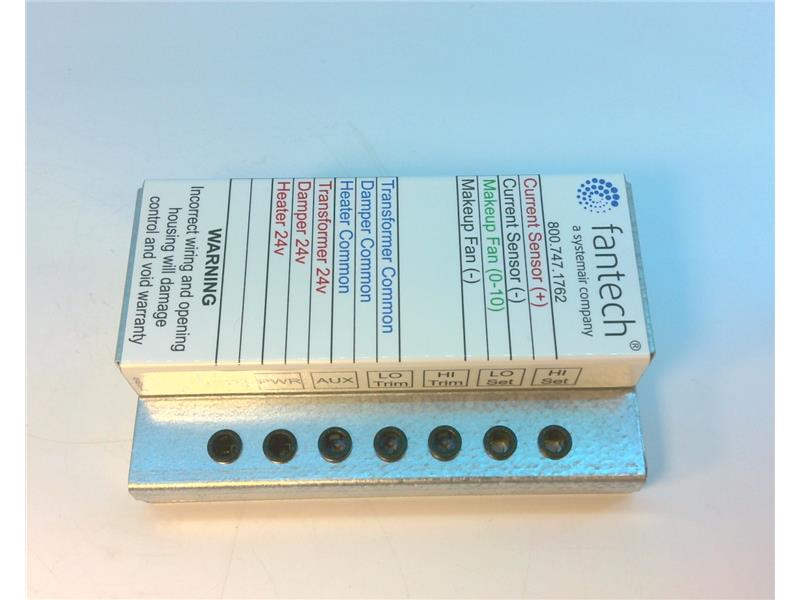 fantech®
a systemair company
800.747.1762
Current Sensor (+)
Current Sensor (-)
Makeup Fan (0-10)
Makeup Fan (-)
Transformer Common
Damper Common
Heater Common
Transformer 24v
Damper 24v
Heater 24v
WARNING
Incorrect wiring and opening
housing will damage
control and void warranty
PWR
AUX
LO
Trim
HI
Trim
LO
Set
HI
Set